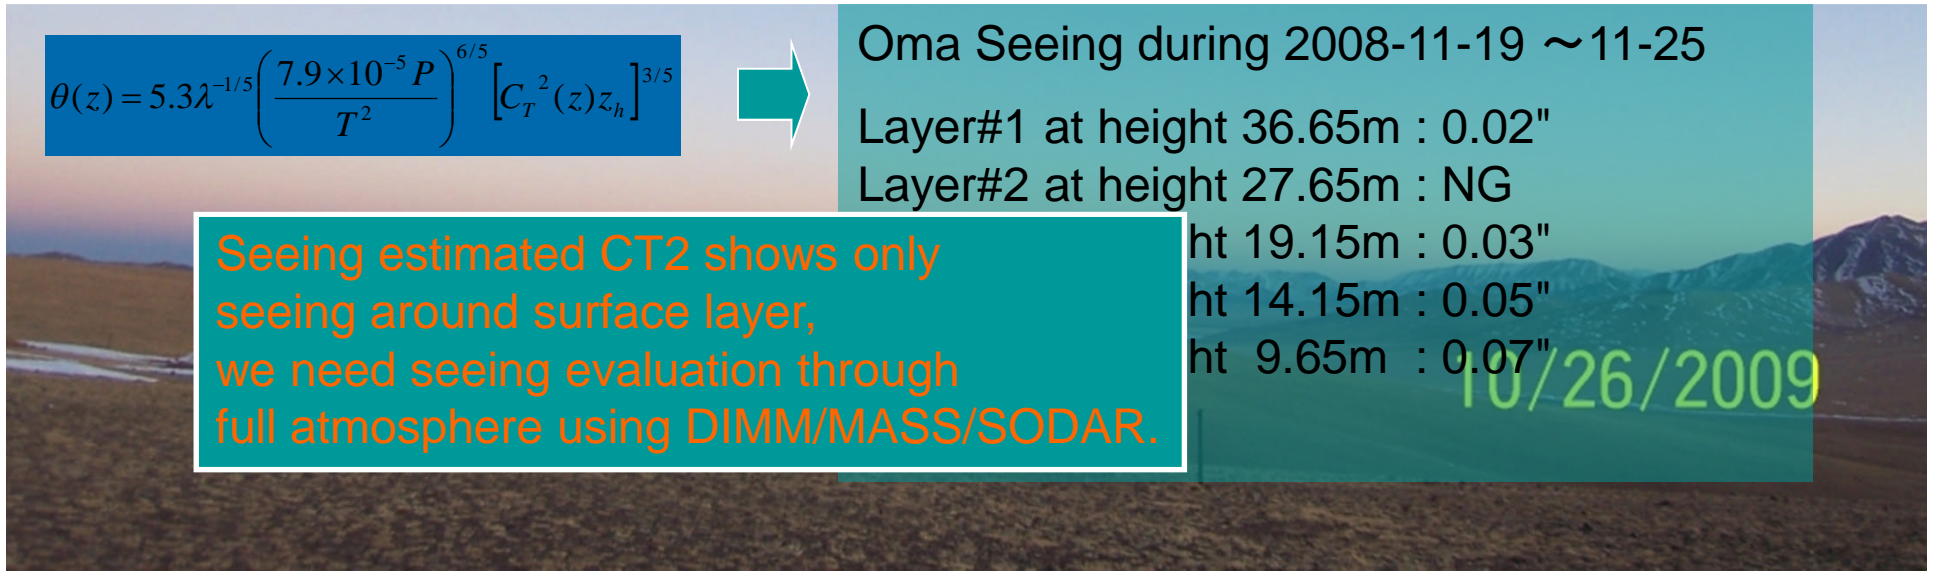 θ(z) = 5.3λ^{-1/5} (7.9×10^{-5} P / T^2)^{6/5} [C_T^2(z) z_h]^{3/5}
Oma Seeing during 2008-11-19 ～11-25
Layer#1 at height 36.65m : 0.02"
Layer#2 at height 27.65m : NG
ht 19.15m : 0.03"
ht 14.15m : 0.05"
ht 9.65m : 0.07"
Seeing estimated CT2 shows only
seeing around surface layer,
we need seeing evaluation through
full atmosphere using DIMM/MASS/SODAR.
10/26/2009